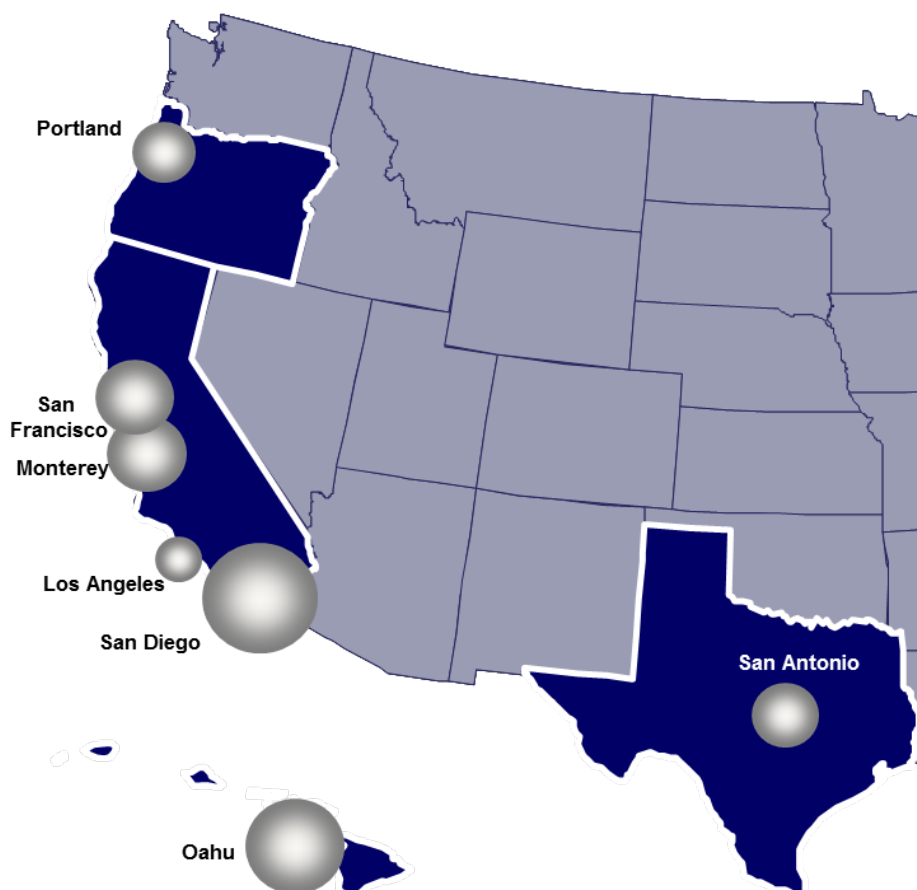 Portland
San
Francisco
Monterey
Los Angeles
San Diego
San Antonio
Oahu